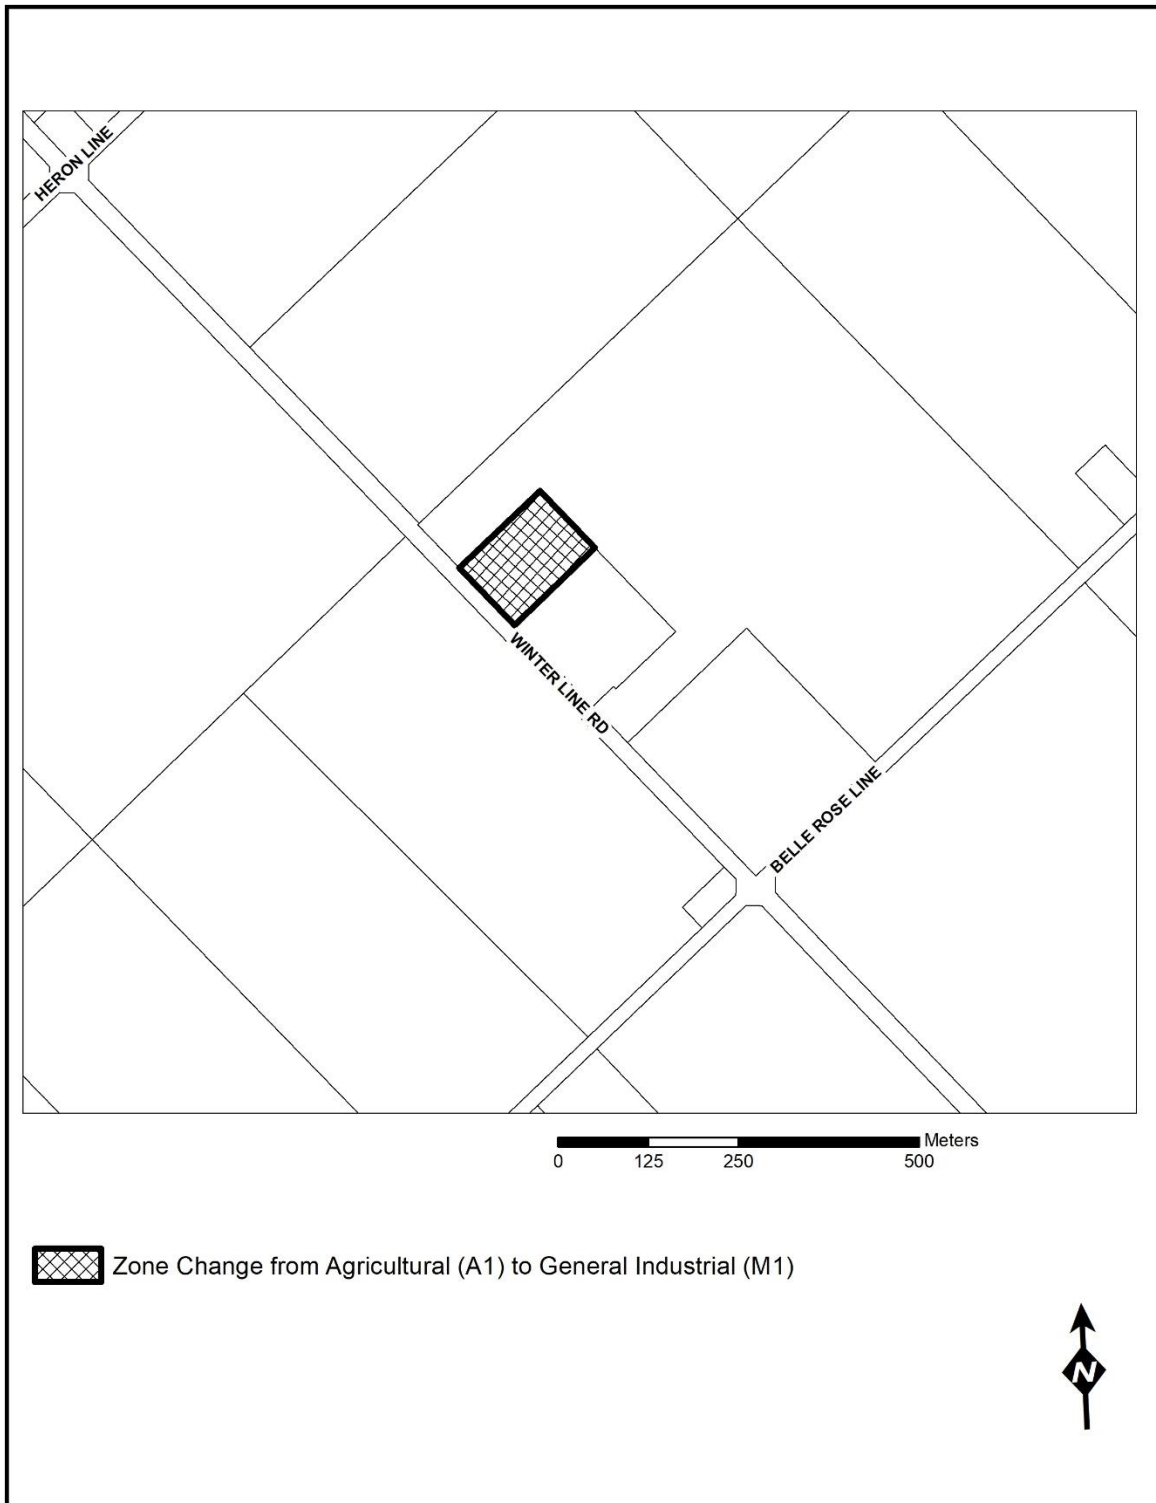 HERON LINE
WINTER LINE RD
BELLE ROSE LINE
Meters
0 125 250 500
Zone Change from Agricultural (A1) to General Industrial (M1)
N